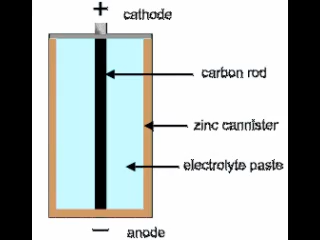 + cathode
carbon rod
zinc cannister
electrolyte paste
— anode